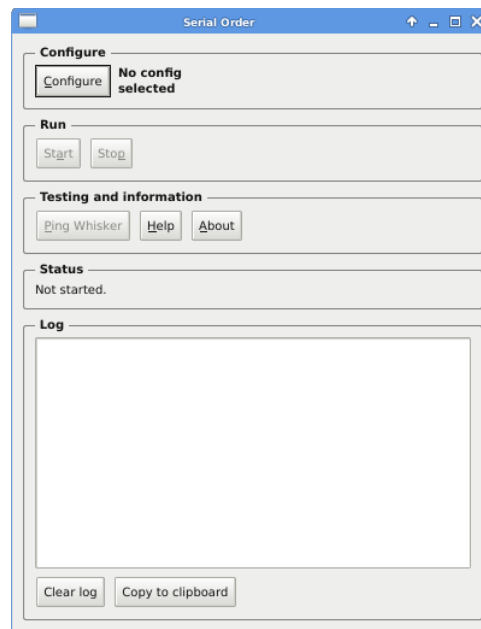 Serial Order
Configure
Configure
No config
selected
Run
Start Stop
Testing and information
Ping Whisker Help About
Status
Not started.
Log
Clear log Copy to clipboard